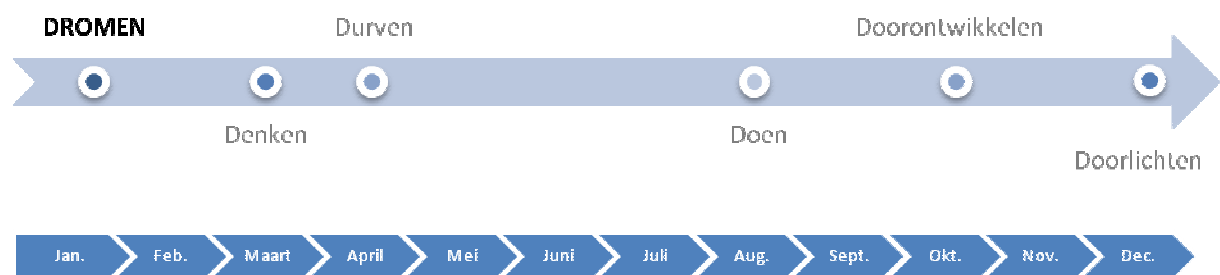 DROMEN Durven Doorontwikkelen
Denken Doen
Doorlichten
Jan. Feb. Maart April Mei Juni Juli Aug. Sept. Okt. Nov. Dec.